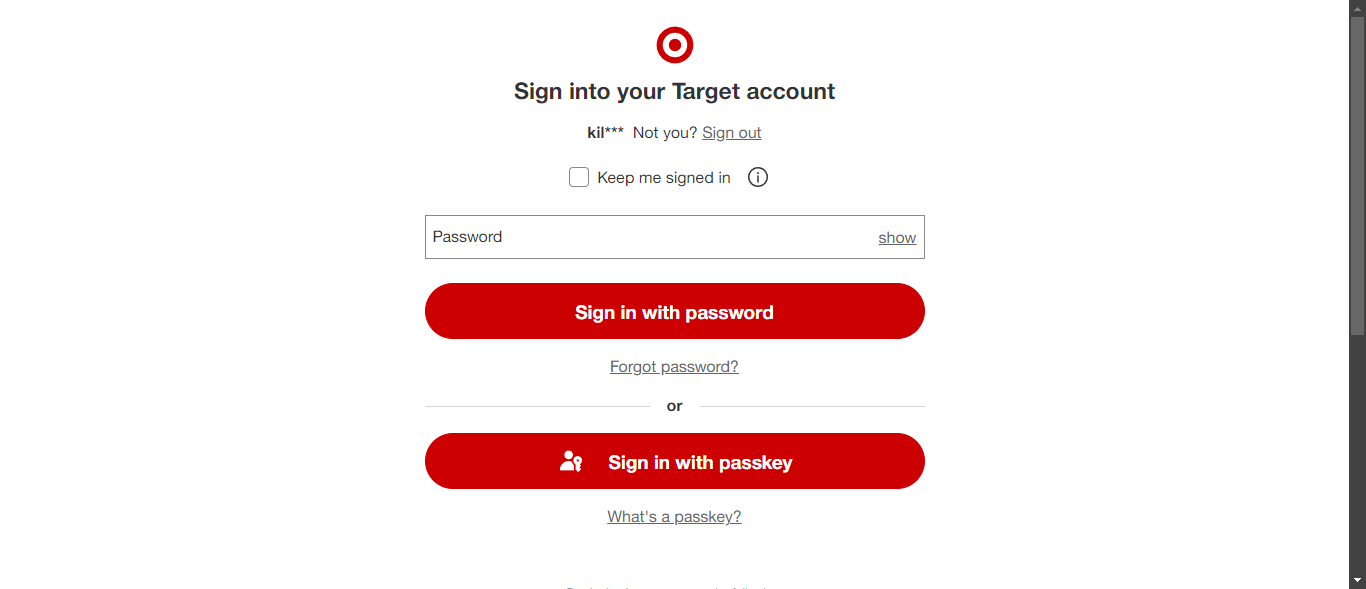 Sign into your Target account
kil*** Not you? Sign out
Keep me signed in
Password show
Sign in with password
Forgot password?
or
Sign in with passkey
What's a passkey?